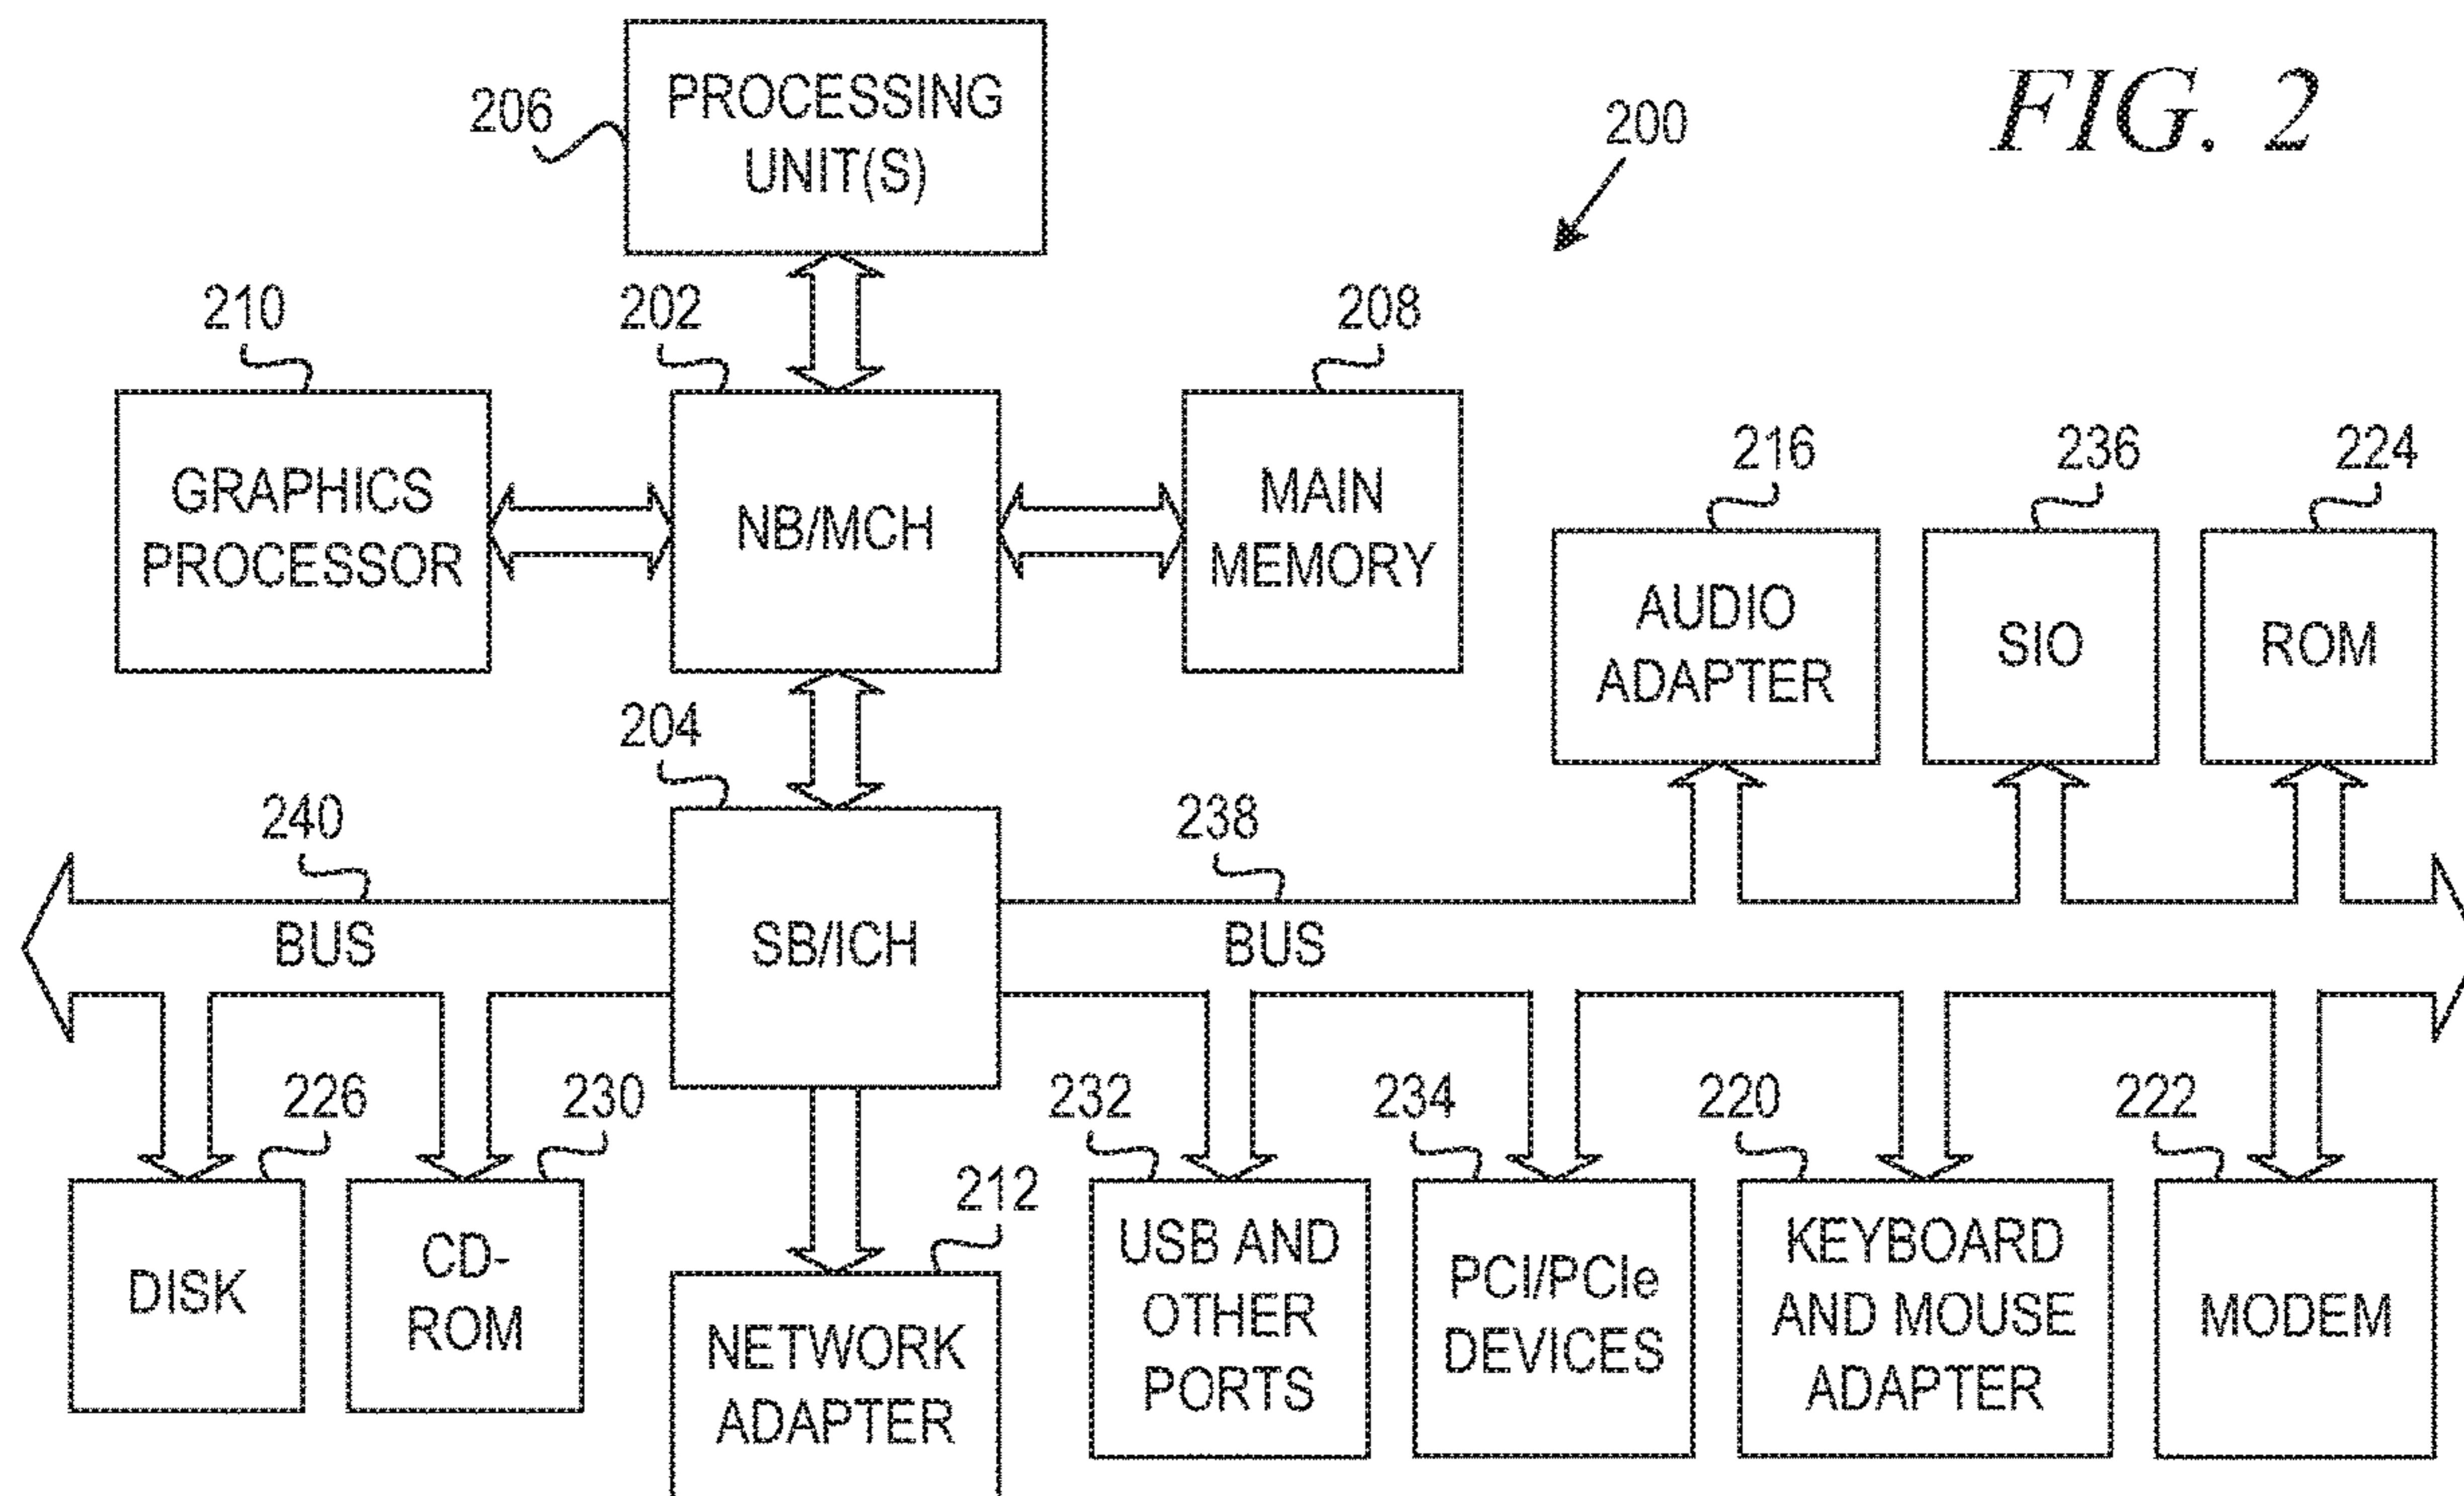 FIG. 2
200
206
PROCESSING
UNIT(S)
210
202
208
GRAPHICS
PROCESSOR
NB/MCH
MAIN
MEMORY
216
236
224
AUDIO
ADAPTER
SIO
ROM
204
240
238
BUS
SB/ICH
BUS
226
230
212
232
234
220
222
DISK
CD-
ROM
NETWORK
ADAPTER
USB AND
OTHER
PORTS
PCI/PCIe
DEVICES
KEYBOARD
AND MOUSE
ADAPTER
MODEM